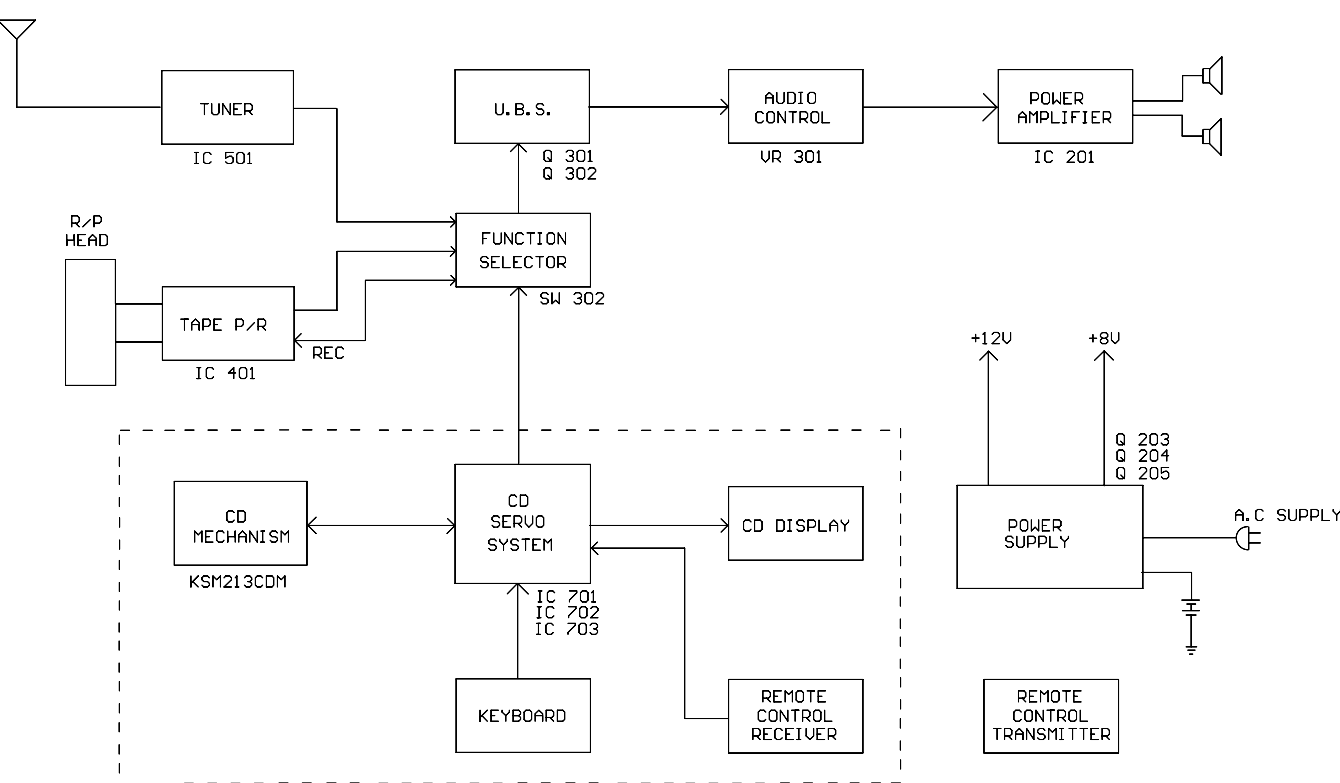 TUNER
IC 501
U.B.S.
Q 301
Q 302
AUDIO
CONTROL
VR 301
POWER
AMPLIFIER
IC 201
R/P
HEAD
FUNCTION
SELECTOR
SW 302
TAPE P/R
REC
IC 401
+12V
+8V
Q 203
Q 204
Q 205
CD
MECHANISM
KSM213CDM
CD
SERVO
SYSTEM
IC 701
IC 702
IC 703
CD DISPLAY
POWER
SUPPLY
A.C SUPPLY
KEYBOARD
REMOTE
CONTROL
RECEIVER
REMOTE
CONTROL
TRANSMITTER